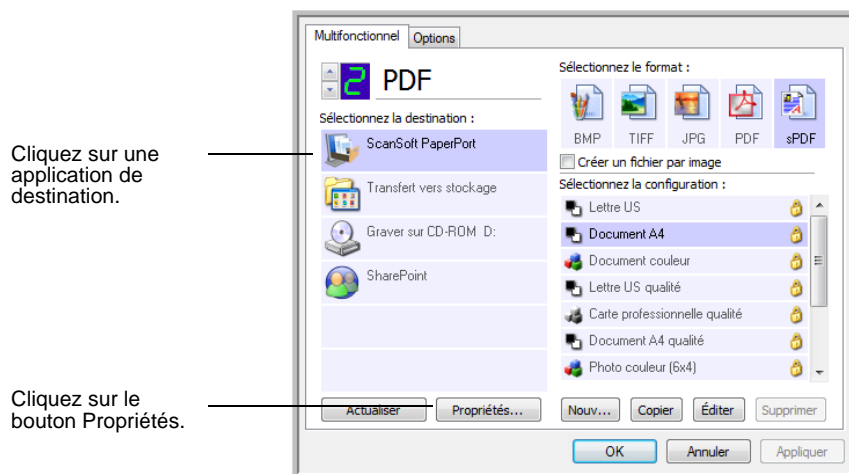 Multifonctionnel Options
2 PDF
Sélectionnez la destination :
ScanSoft PaperPort
Transfert vers stockage
Graver sur CD-ROM D:
SharePoint
Actualiser Propriétés...
Sélectionnez le format :
BMP TIFF JPG PDF sPDF
Créer un fichier par image
Sélectionnez la configuration :
Lettre US
Document A4
Document couleur
Lettre US qualité
Carte professionnelle qualité
Document A4 qualité
Photo couleur (6x4)
Nouv... Copier Éditer Supprimer
OK Annuler Appliquer
Cliquez sur une
application de
destination.
Cliquez sur le
bouton Propriétés.